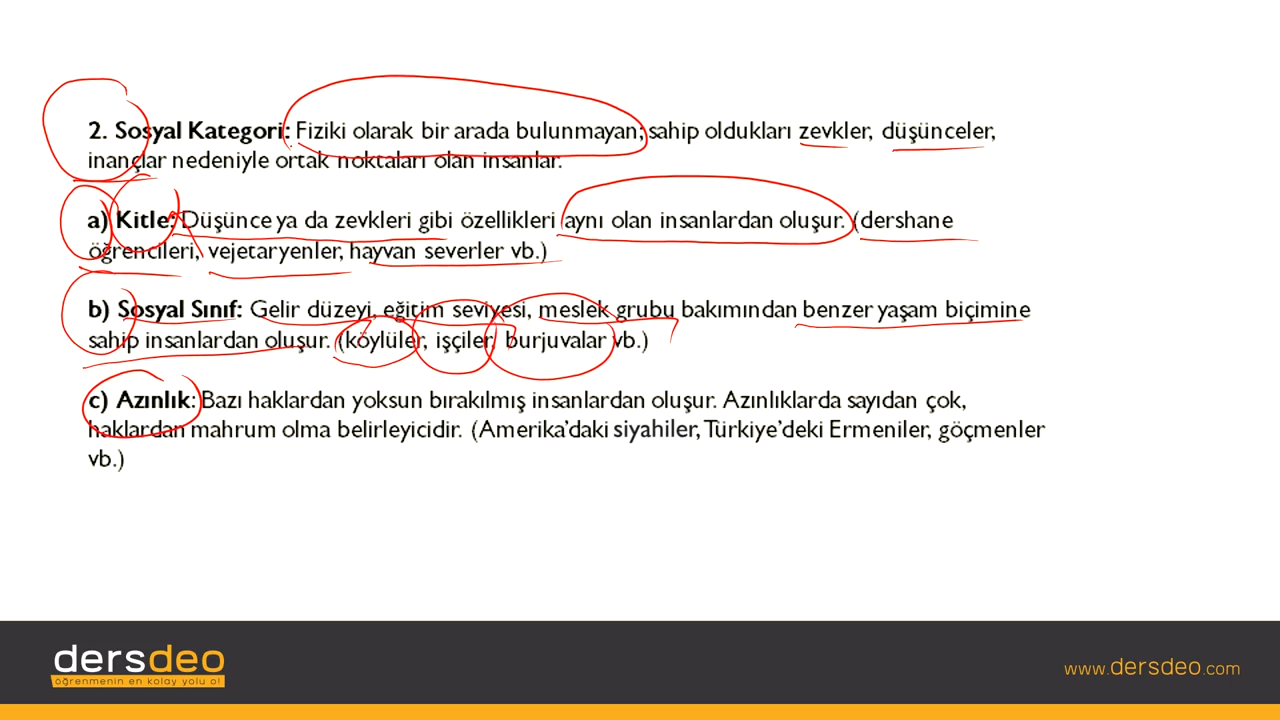 2. Sosyal Kategori: Fiziki olarak bir arada bulunmayan; sahip oldukları zevkler, düşünceler,
inançlar nedeniyle ortak noktaları olan insanlar.
a) Kitle: Düşünce ya da zevkleri gibi özellikleri aynı olan insanlardan oluşur. (dershane
öğrencileri, vejetaryenler, hayvan severler vb.)
b) Sosyal Sınıf: Gelir düzeyi, eğitim seviyesi, meslek grubu bakımından benzer yaşam biçimine
sahip insanlardan oluşur. (köylüler, işçiler, burjuvalar vb.)
c) Azınlık: Bazı haklardan yoksun bırakılmış insanlardan oluşur. Azınlıklarda sayıdan çok,
haklardan mahrum olma belirleyicidir. (Amerika'daki siyahiler, Türkiye'deki Ermeniler, göçmenler
vb.)
dersdeo
öğrenmenin en kolay yolu o!
www.dersdeo.com